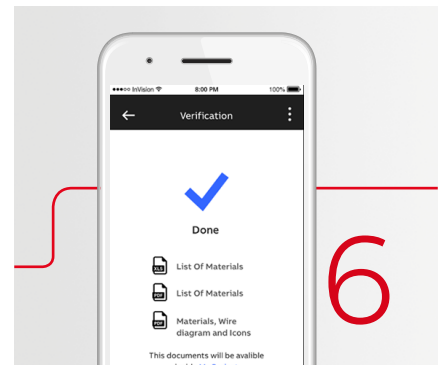 InVision 8:00 PM 100%
Verification
Done
XLS List Of Materials
PDF List Of Materials
PDF Materials, Wire
diagram and Icons
This documents will be avalible
6